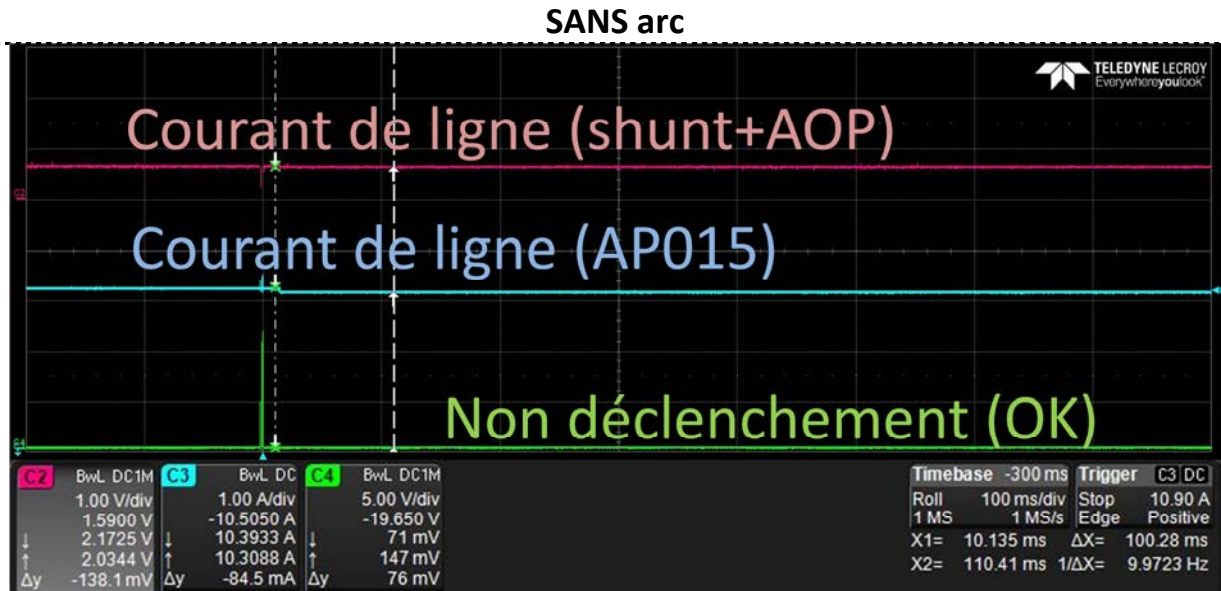 SANS arc
TELEDYNE LECROY
Everywhereyoulook
Courant de ligne (shunt+AOP)
Courant de ligne (AP015)
Non déclenchement (OK)
C2 BwL DC1M C3 BwL DC C4 BwL DC1M
1.00 V/div 1.00 A/div 5.00 V/div
1.5900 V -10.5050 A -19.650 V
↓ 2.1725 V ↓ 10.3933 A ↓ 71 mV
↑ 2.0344 V ↑ 10.3088 A ↑ 147 mV
Δy -138.1 mV Δy -84.5 mA Δy 76 mV
Timebase -300 ms Trigger C3 DC
Roll 100 ms/div Stop 10.90 A
1 MS 1 MS/s Edge Positive
X1= 10.135 ms ΔX= 100.28 ms
X2= 110.41 ms 1/ΔX= 9.9723 Hz